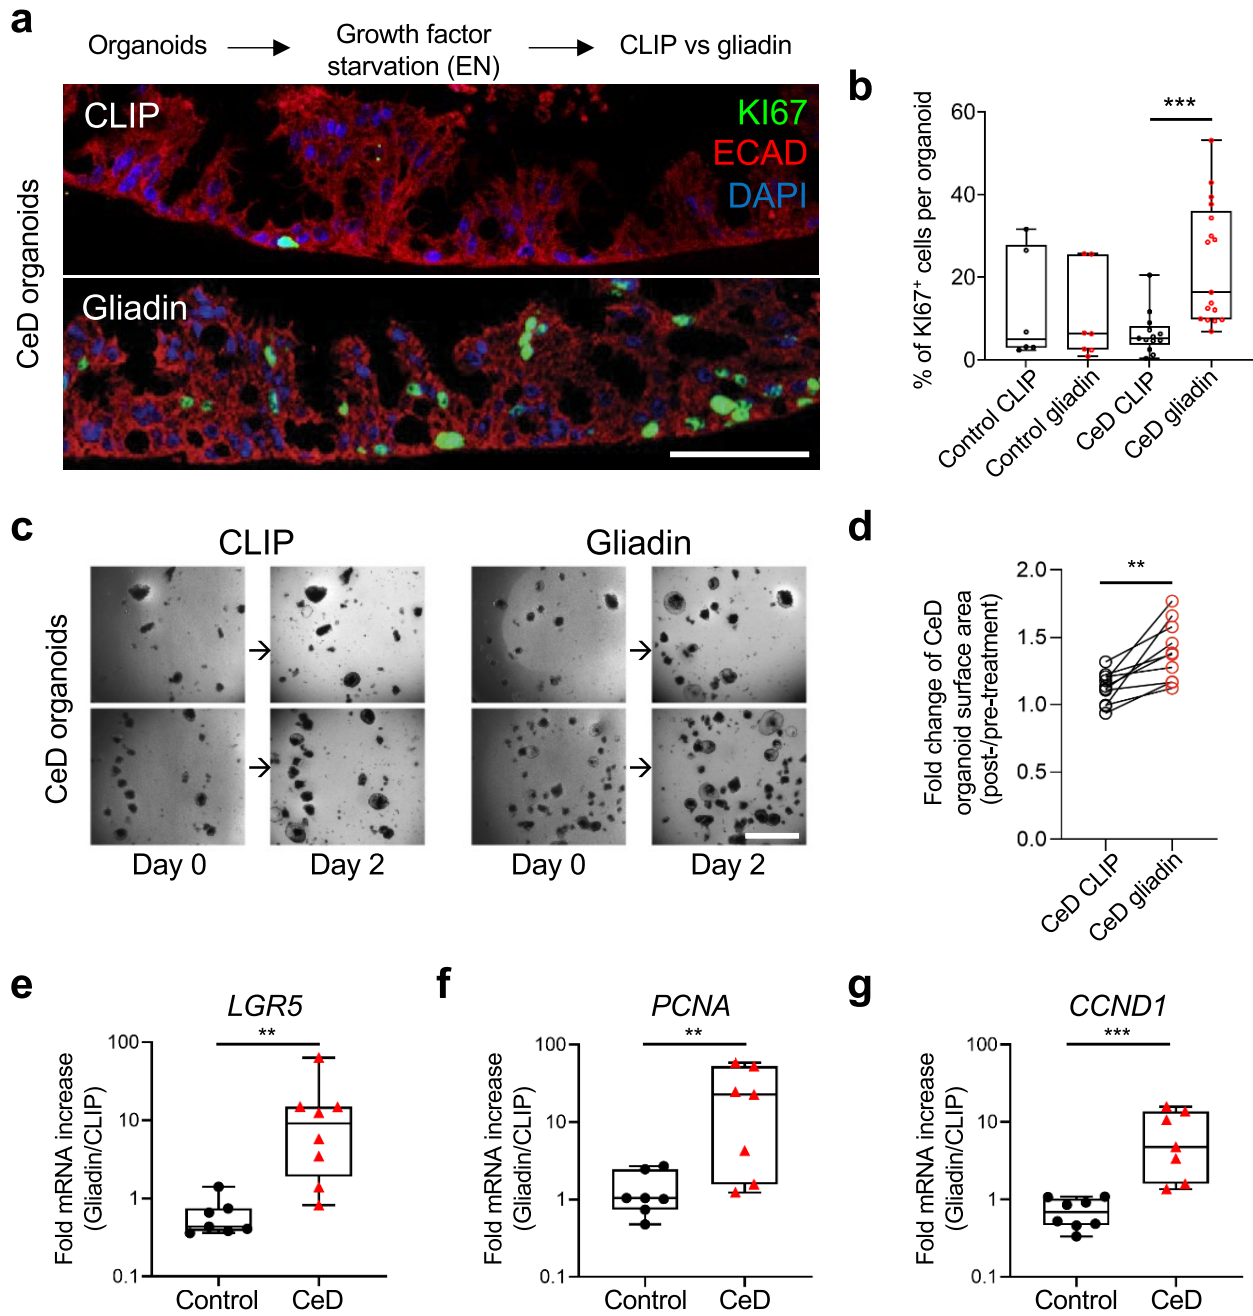 a
Organoids
Growth factor
starvation (EN)
CLIP vs gliadin
CeD organoids
CLIP
KI67
ECAD
DAPI
Gliadin
b
% of KI67⁺ cells per organoid
60
40
20
0
***
Control CLIP
Control gliadin
CeD CLIP
CeD gliadin
c
CLIP
Gliadin
CeD organoids
Day 0
Day 2
Day 0
Day 2
d
Fold change of CeD
organoid surface area
(post-/pre-treatment)
2.0
1.5
1.0
0.5
0
**
CeD CLIP
CeD gliadin
e
LGR5
**
Fold mRNA increase
(Gliadin/CLIP)
100
10
1
0.1
Control
CeD
f
PCNA
**
Fold mRNA increase
(Gliadin/CLIP)
100
10
1
0.1
Control
CeD
g
CCND1
***
Fold mRNA increase
(Gliadin/CLIP)
100
10
1
0.1
Control
CeD